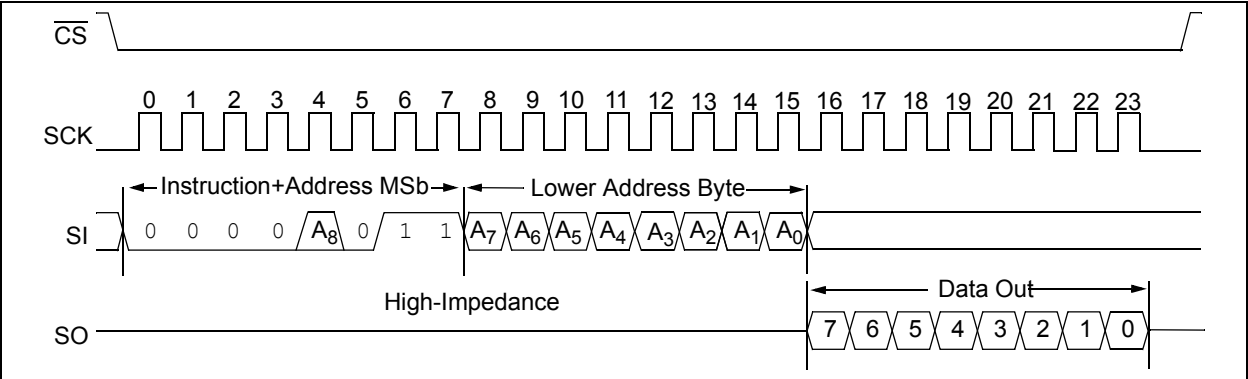 CS
0 1 2 3 4 5 6 7 8 9 10 11 12 13 14 15 16 17 18 19 20 21 22 23
SCK
Instruction+Address MSb Lower Address Byte
SI 0 0 0 0 A8 0 1 1 A7 A6 A5 A4 A3 A2 A1 A0
High-Impedance Data Out
SO 7 6 5 4 3 2 1 0